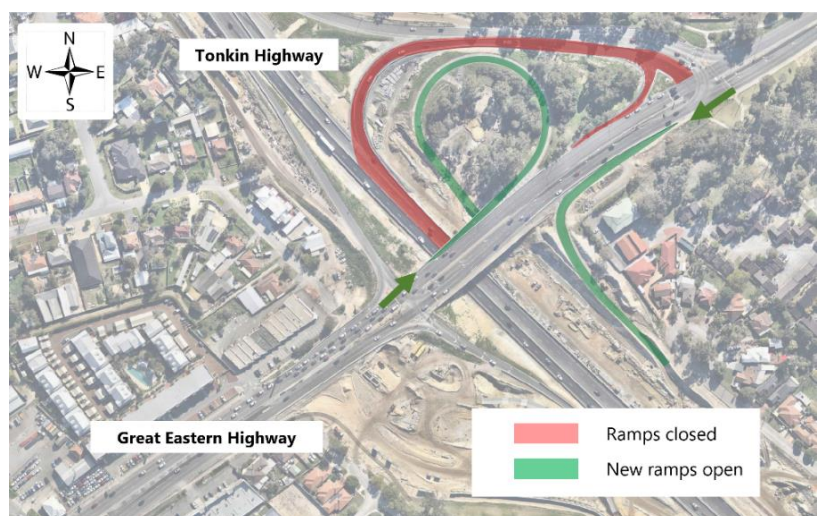 N
W E
S
Tonkin Highway
Great Eastern Highway
Ramps closed
New ramps open